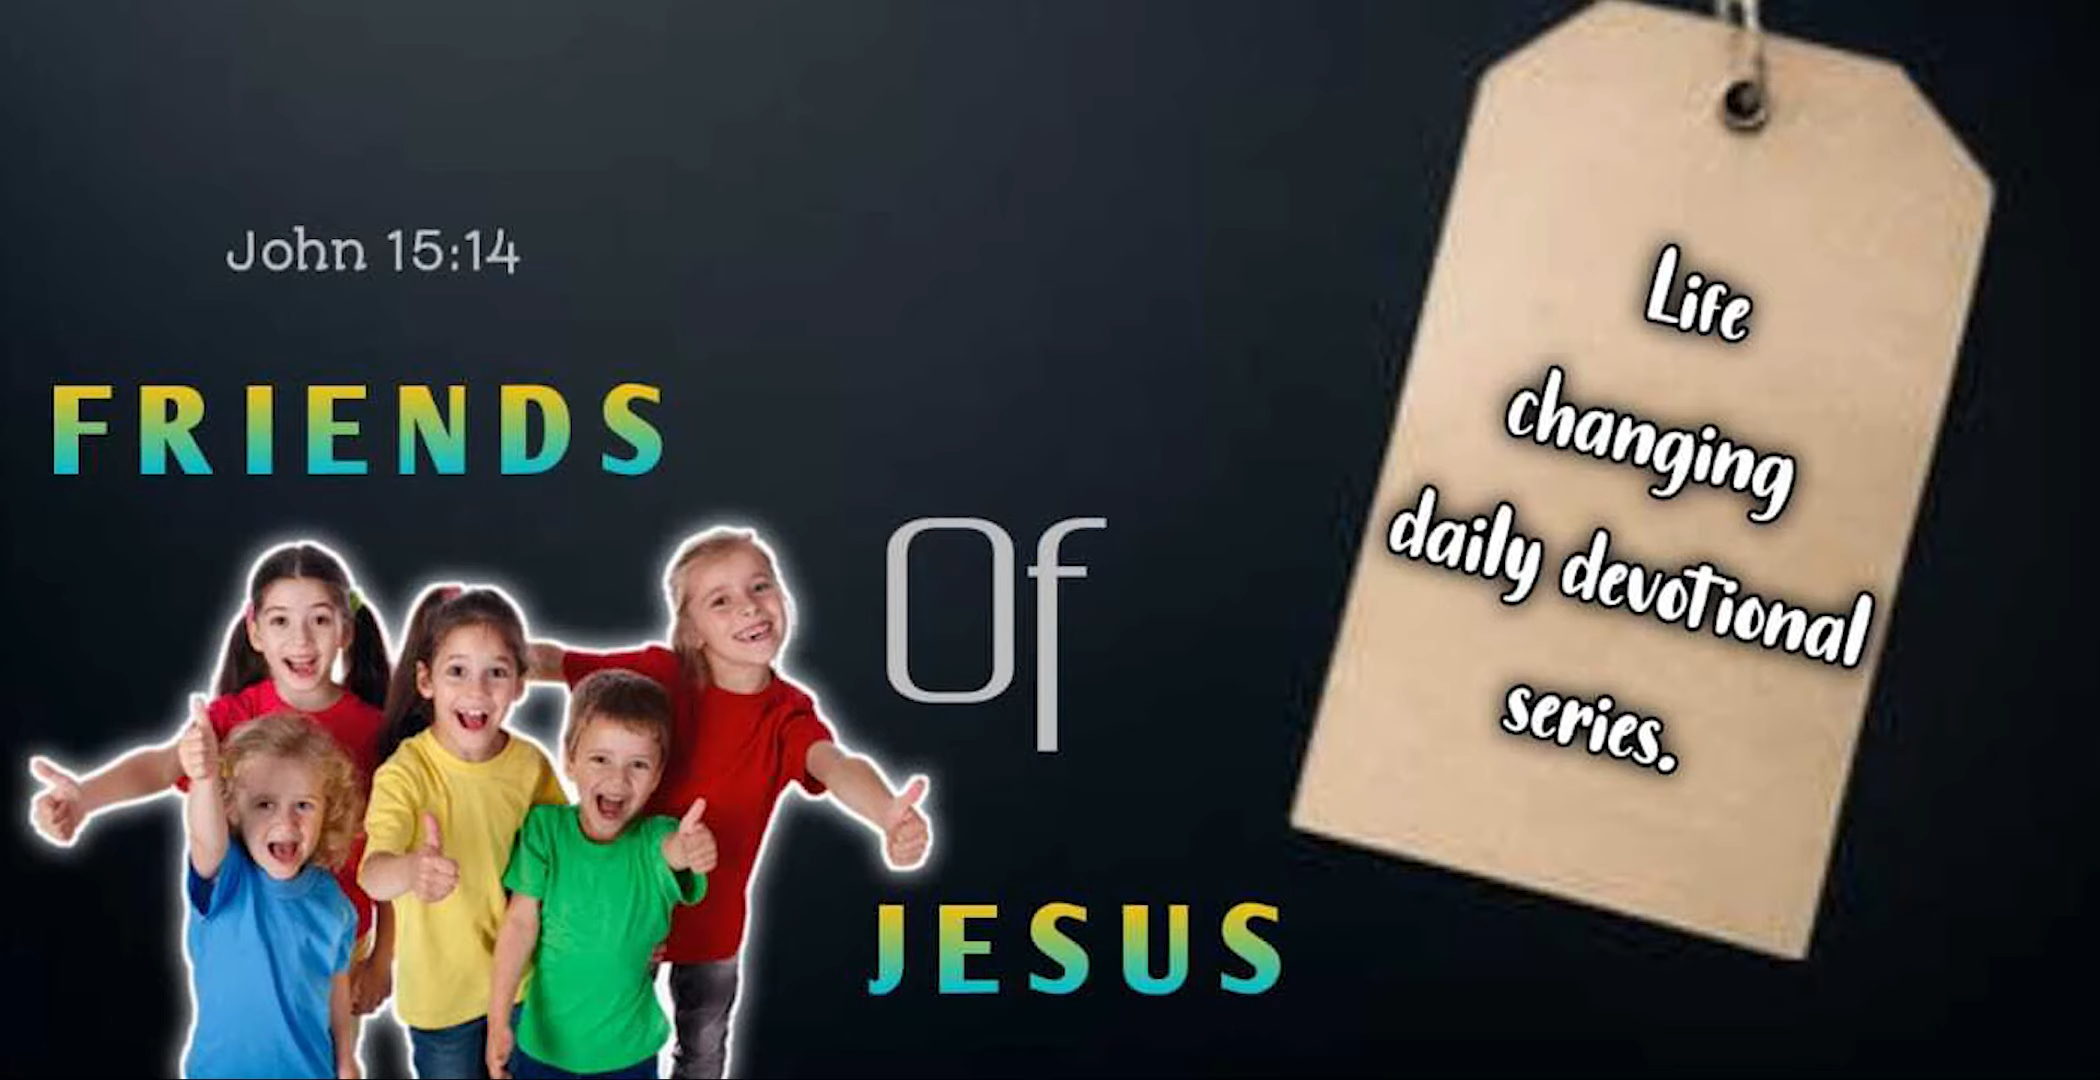 John 15:14
FRIENDS
Of
JESUS
Life
changing
daily devotional
series.